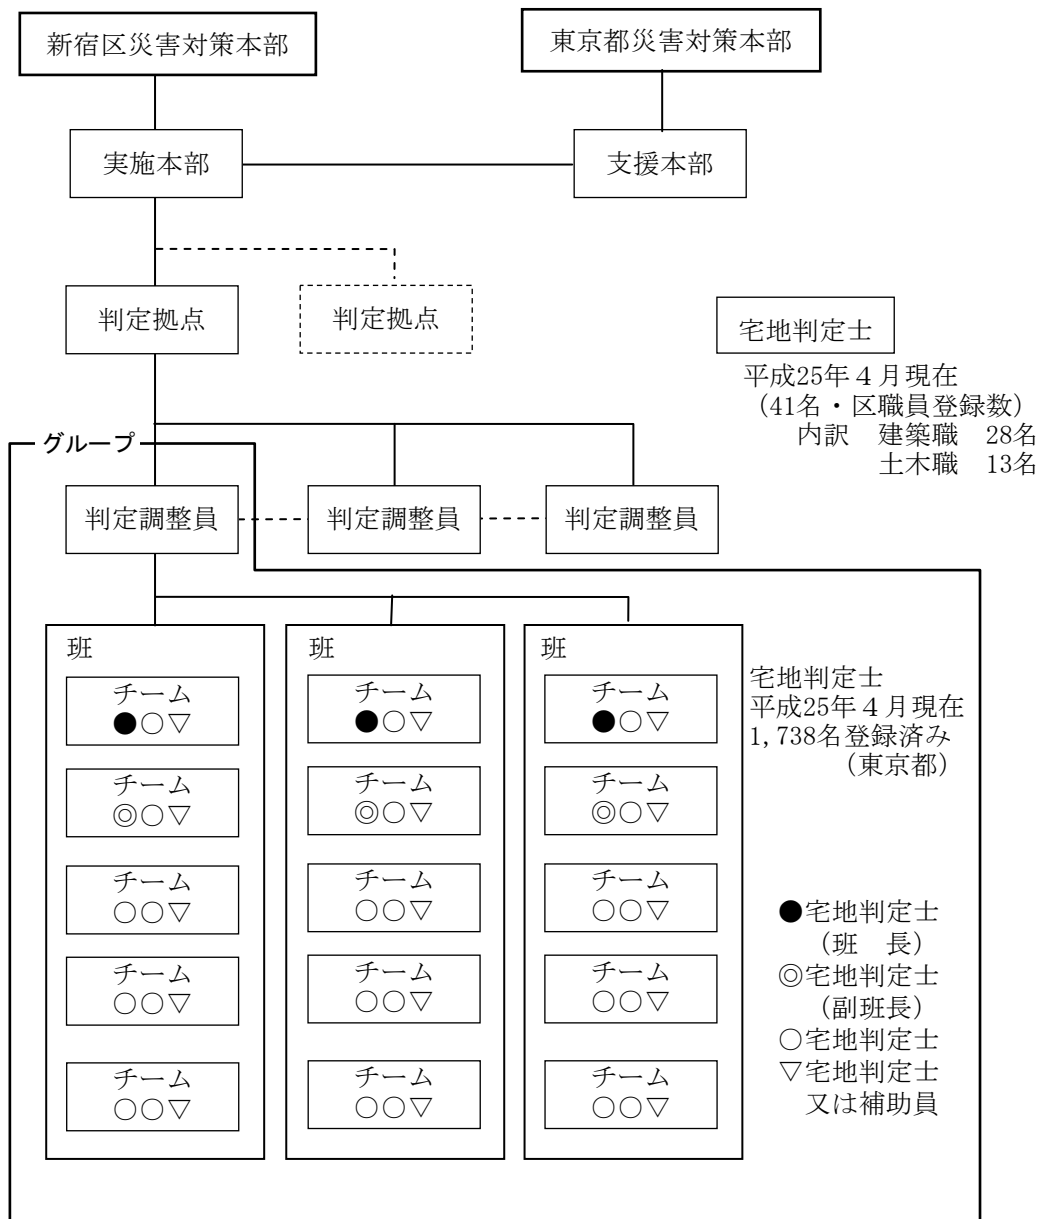 新宿区災害対策本部
東京都災害対策本部
実施本部
支援本部
判定拠点
判定拠点
宅地判定士
平成25年4月現在
(41名・区職員登録数)
内訳 建築職 28名
土木職 13名
グループ
判定調整員
判定調整員
判定調整員
班
チーム
●○▽
チーム
◎○▽
チーム
○○▽
チーム
○○▽
チーム
○○▽
班
チーム
●○▽
チーム
◎○▽
チーム
○○▽
チーム
○○▽
チーム
○○▽
班
チーム
●○▽
チーム
◎○▽
チーム
○○▽
チーム
○○▽
チーム
○○▽
宅地判定士
平成25年4月現在
1,738名登録済み
(東京都)
●宅地判定士
(班 長)
◎宅地判定士
(副班長)
○宅地判定士
▽宅地判定士
又は補助員